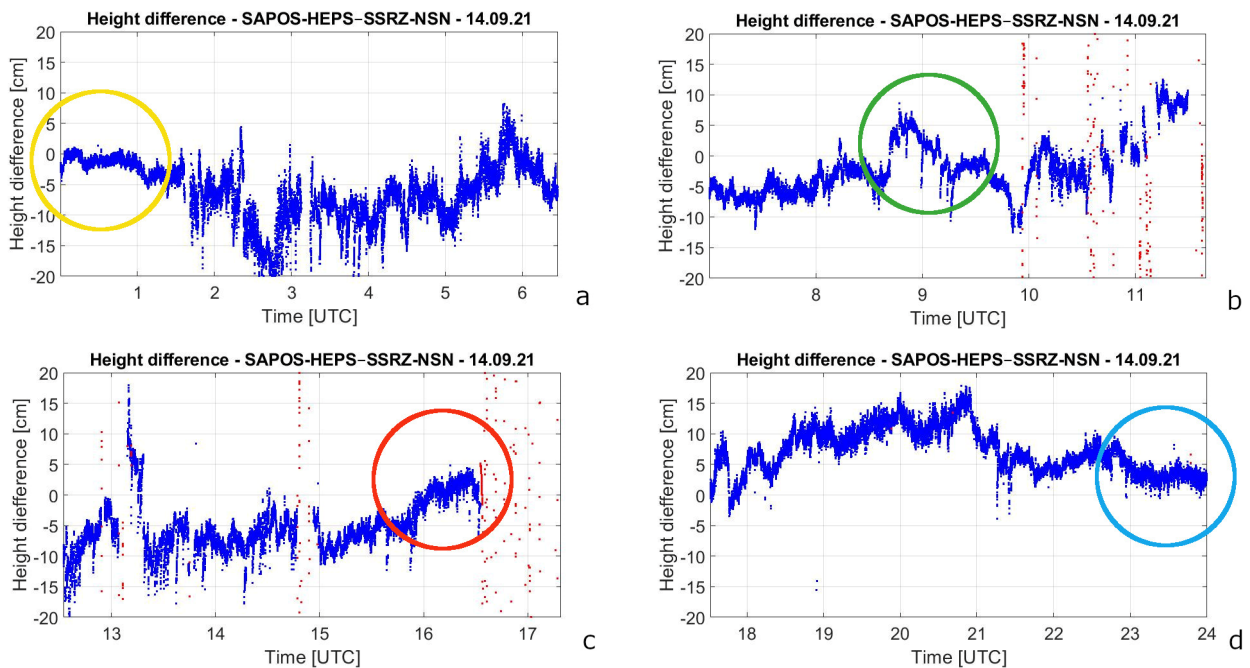 Height difference - SAPOS-HEPS–SSRZ-NSN - 14.09.21
Height diefference [cm]
20
15
10
5
0
-5
-10
-15
-20
1 2 3 4 5 6
Time [UTC]
a
Height difference - SAPOS-HEPS–SSRZ-NSN - 14.09.21
Height diefference [cm]
20
15
10
5
0
-5
-10
-15
-20
8 9 10 11
Time [UTC]
b
Height difference - SAPOS-HEPS–SSRZ-NSN - 14.09.21
Height diefference [cm]
20
15
10
5
0
-5
-10
-15
-20
13 14 15 16 17
Time [UTC]
c
Height difference - SAPOS-HEPS–SSRZ-NSN - 14.09.21
Height diefference [cm]
20
15
10
5
0
-5
-10
-15
-20
18 19 20 21 22 23 24
Time [UTC]
d